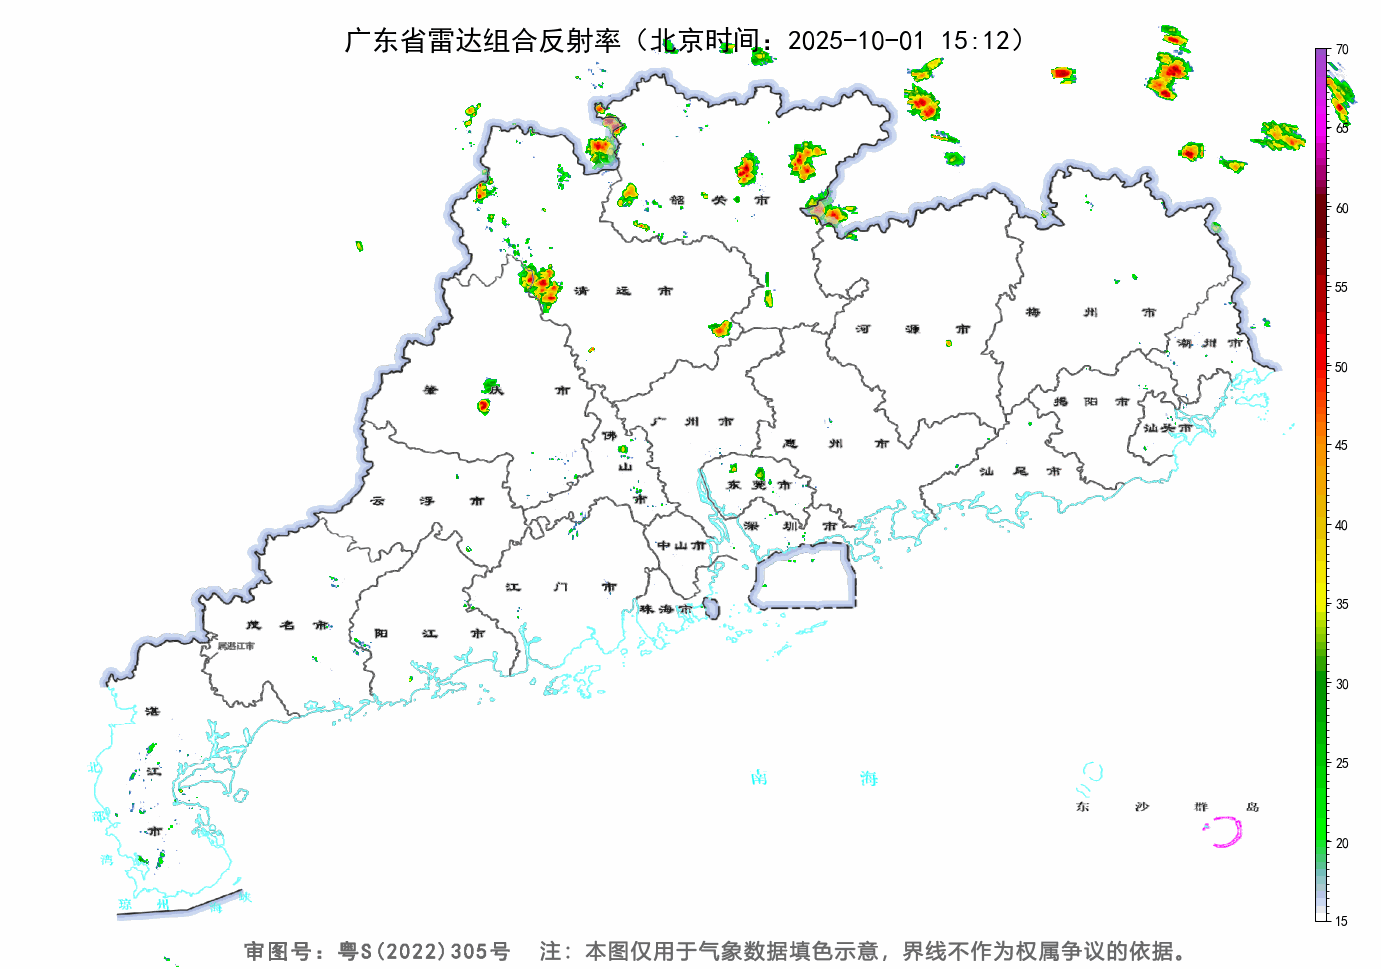 广东省雷达组合反射率（北京时间：2025-10-01 15:12）
70
65
60
55
50
45
40
35
30
25
20
15
韶关市
清远市
河源市
梅州市
潮州市
肇庆市
广州市
惠州市
揭阳市
汕头市
佛山市
东莞市
汕尾市
云浮市
深圳市
中山市
江门市
珠海市
茂名市
属湛江市
阳江市
湛江市
北部湾
南海
东沙群岛
琼州海峡
审图号：粤S(2022)305号 注：本图仅用于气象数据填色示意，界线不作为权属争议的依据。